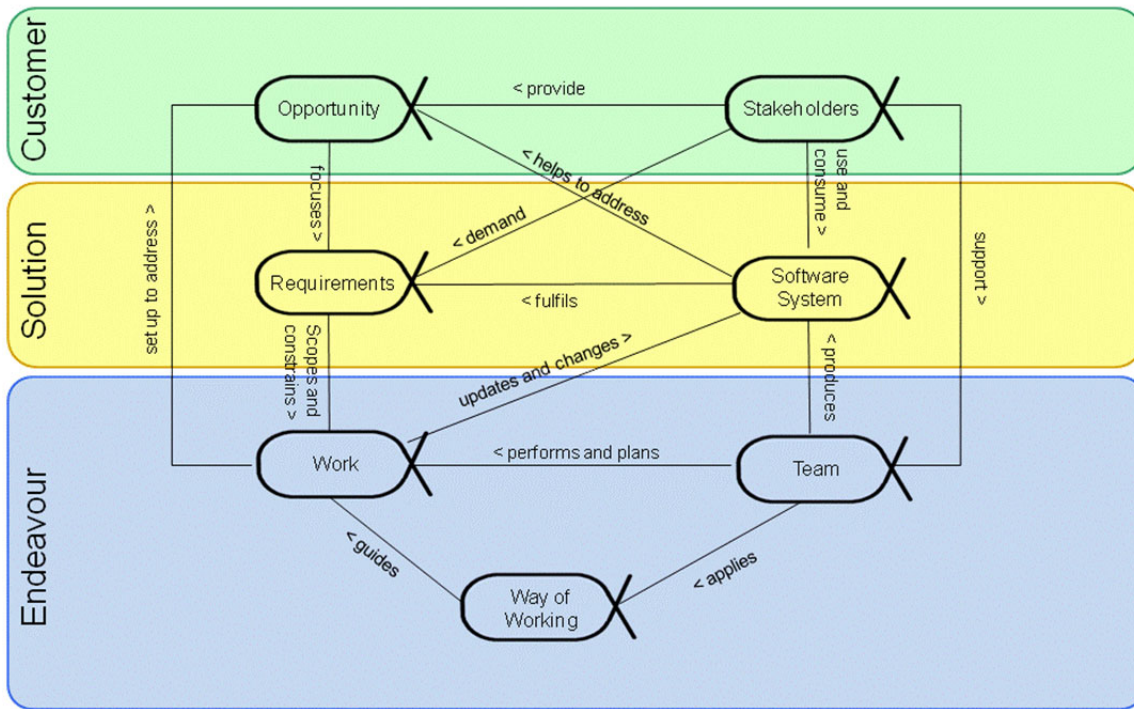 Customer
Opportunity
< provide
Stakeholders
focuses >
< helps to address
use and
consume >
< demand
Solution
set up to address >
Requirements
< fulfils
Software
System
support >
Scopes and
constrains >
updates and changes >
< produces
Endeavour
Work
< performs and plans
Team
< guides
< applies
Way of
Working